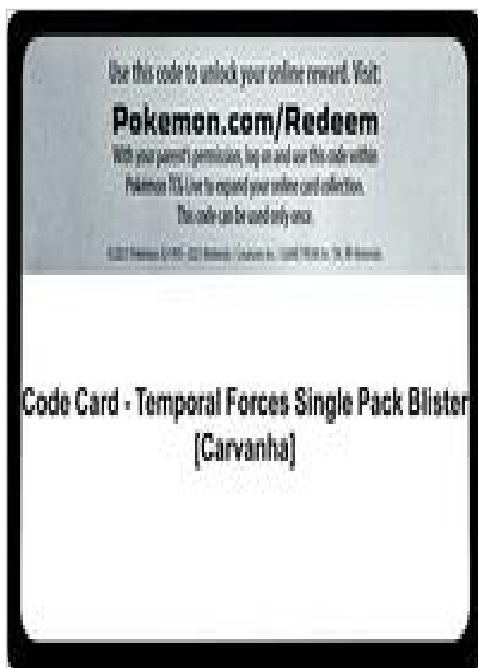 Use this code to unlock your online reward. Visit:
Pokemon.com/Redeem
With your parent's permission, log on and use this code within
Pokémon TCG Live to expand your online card collection.
This code can be used only once.
Code Card - Temporal Forces Single Pack Blister
[Carvanha]